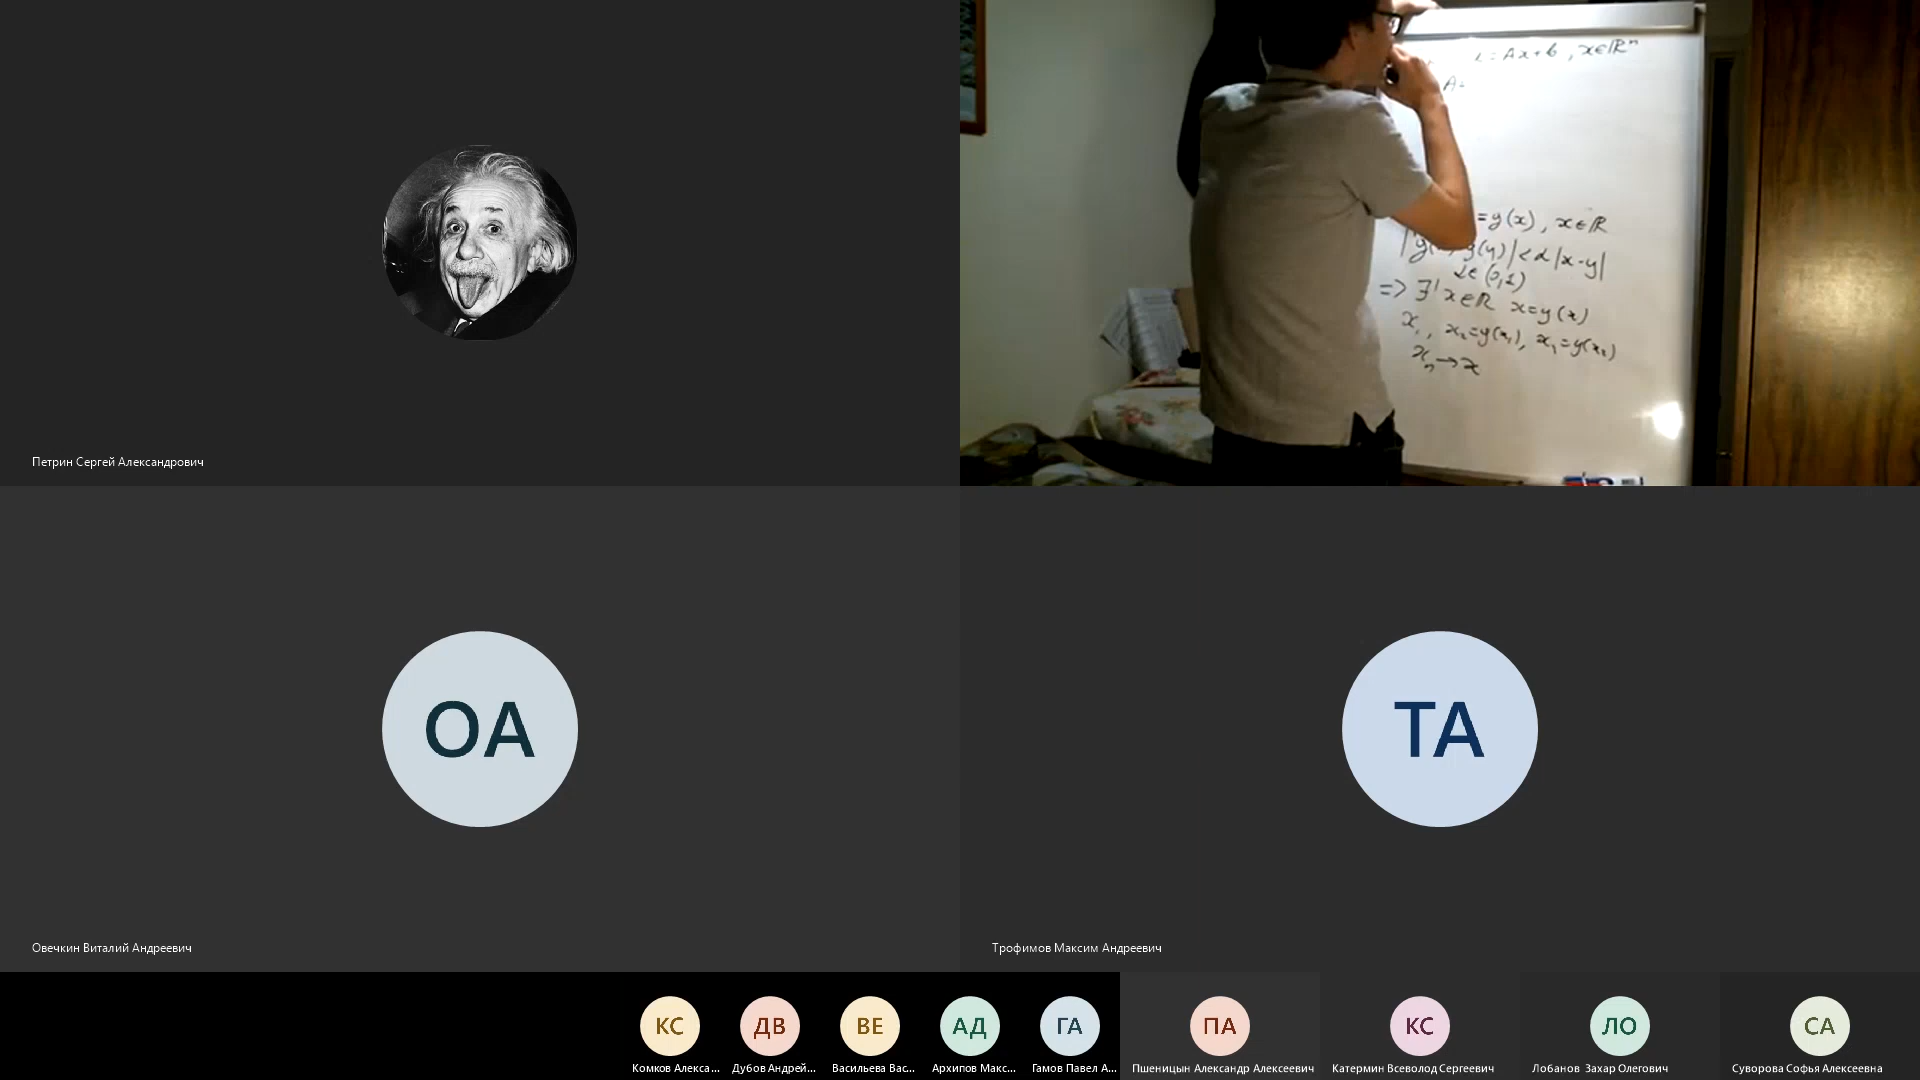 x = Ax + b , x∈ℝⁿ
A =
= y(x) , x∈ℝ
g(y)| < α |x-y|
α∈(0,1)
=> ∃! x∈ℝ x=y(x)
x₁, x₂=y(x₁), x₃=y(x₂)
xₙ → x
Петрин Сергей Александрович
ОА
ТА
Овечкин Виталий Андреевич
Трофимов Максим Андреевич
КС
ДВ
ВЕ
АД
ГА
ПА
КС
ЛО
СА
Комков Алекса...
Дубов Андрей...
Васильева Вас...
Архипов Макс...
Гамов Павел А...
Пшеницын Александр Алексеевич
Катермин Всеволод Сергеевич
Лобанов Захар Олегович
Суворова Софья Алексеевна